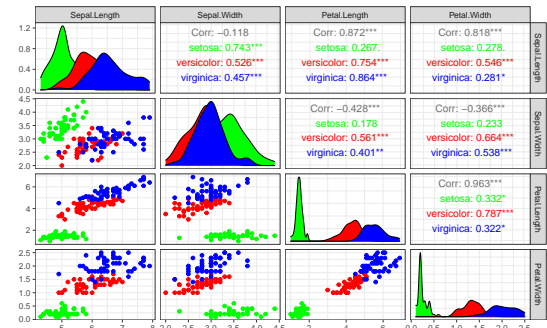 Sepal.Length Sepal.Width Petal.Length Petal.Width
1.2
0.8
0.4
0.0
Corr: −0.118
setosa: 0.743***
versicolor: 0.526***
virginica: 0.457***
Corr: 0.872***
setosa: 0.267.
versicolor: 0.754***
virginica: 0.864***
Corr: 0.818***
setosa: 0.278.
versicolor: 0.546***
virginica: 0.281*
Sepal.Length
4.5
4.0
3.5
3.0
2.5
2.0
Corr: −0.428***
setosa: 0.178
versicolor: 0.561***
virginica: 0.401**
Corr: −0.366***
setosa: 0.233
versicolor: 0.664***
virginica: 0.538***
Sepal.Width
6
4
2
Corr: 0.963***
setosa: 0.332*
versicolor: 0.787***
virginica: 0.322*
Petal.Length
2.5
2.0
1.5
1.0
0.5
0.0
Petal.Width
5 6 7 8 2.0 2.5 3.0 3.5 4.0 4.5 2 4 6 0.0 0.5 1.0 1.5 2.0 2.5